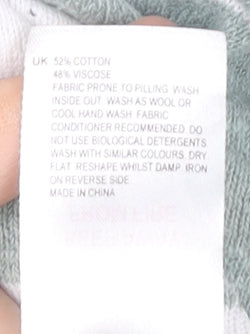 UK 52% COTTON
48% VISCOSE
FABRIC PRONE TO PILLING. WASH
INSIDE OUT. WASH AS WOOL OR
COOL HAND WASH. FABRIC
CONDITIONER RECOMMENDED. DO
NOT USE BIOLOGICAL DETERGENTS.
WASH WITH SIMILAR COLOURS. DRY
FLAT. RESHAPE WHILST DAMP. IRON
ON REVERSE SIDE.
MADE IN CHINA